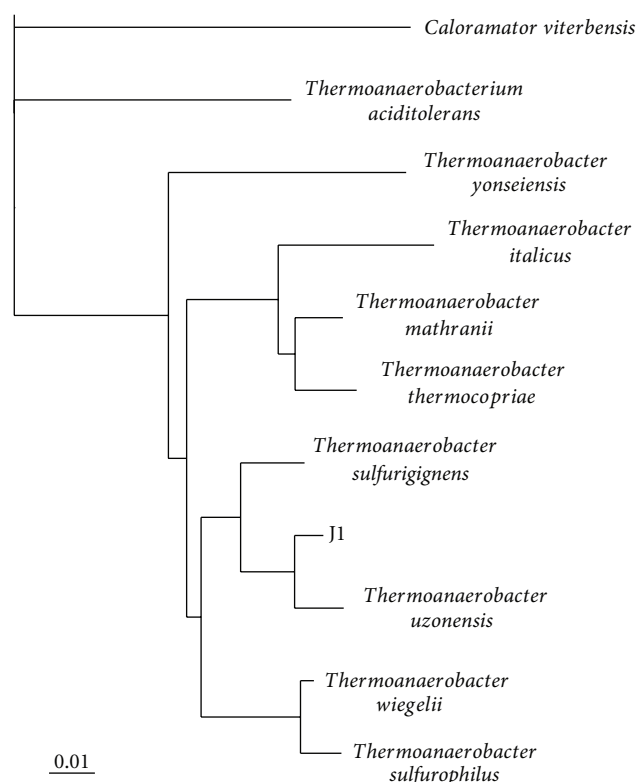 Caloramator viterbensis
Thermoanaerobacterium
aciditolerans
Thermoanaerobacter
yonseiensis
Thermoanaerobacter
italicus
Thermoanaerobacter
mathranii
Thermoanaerobacter
thermocopriae
Thermoanaerobacter
sulfurigignens
J1
Thermoanaerobacter
uzonensis
Thermoanaerobacter
wiegelii
Thermoanaerobacter
sulfurophilus
0.01